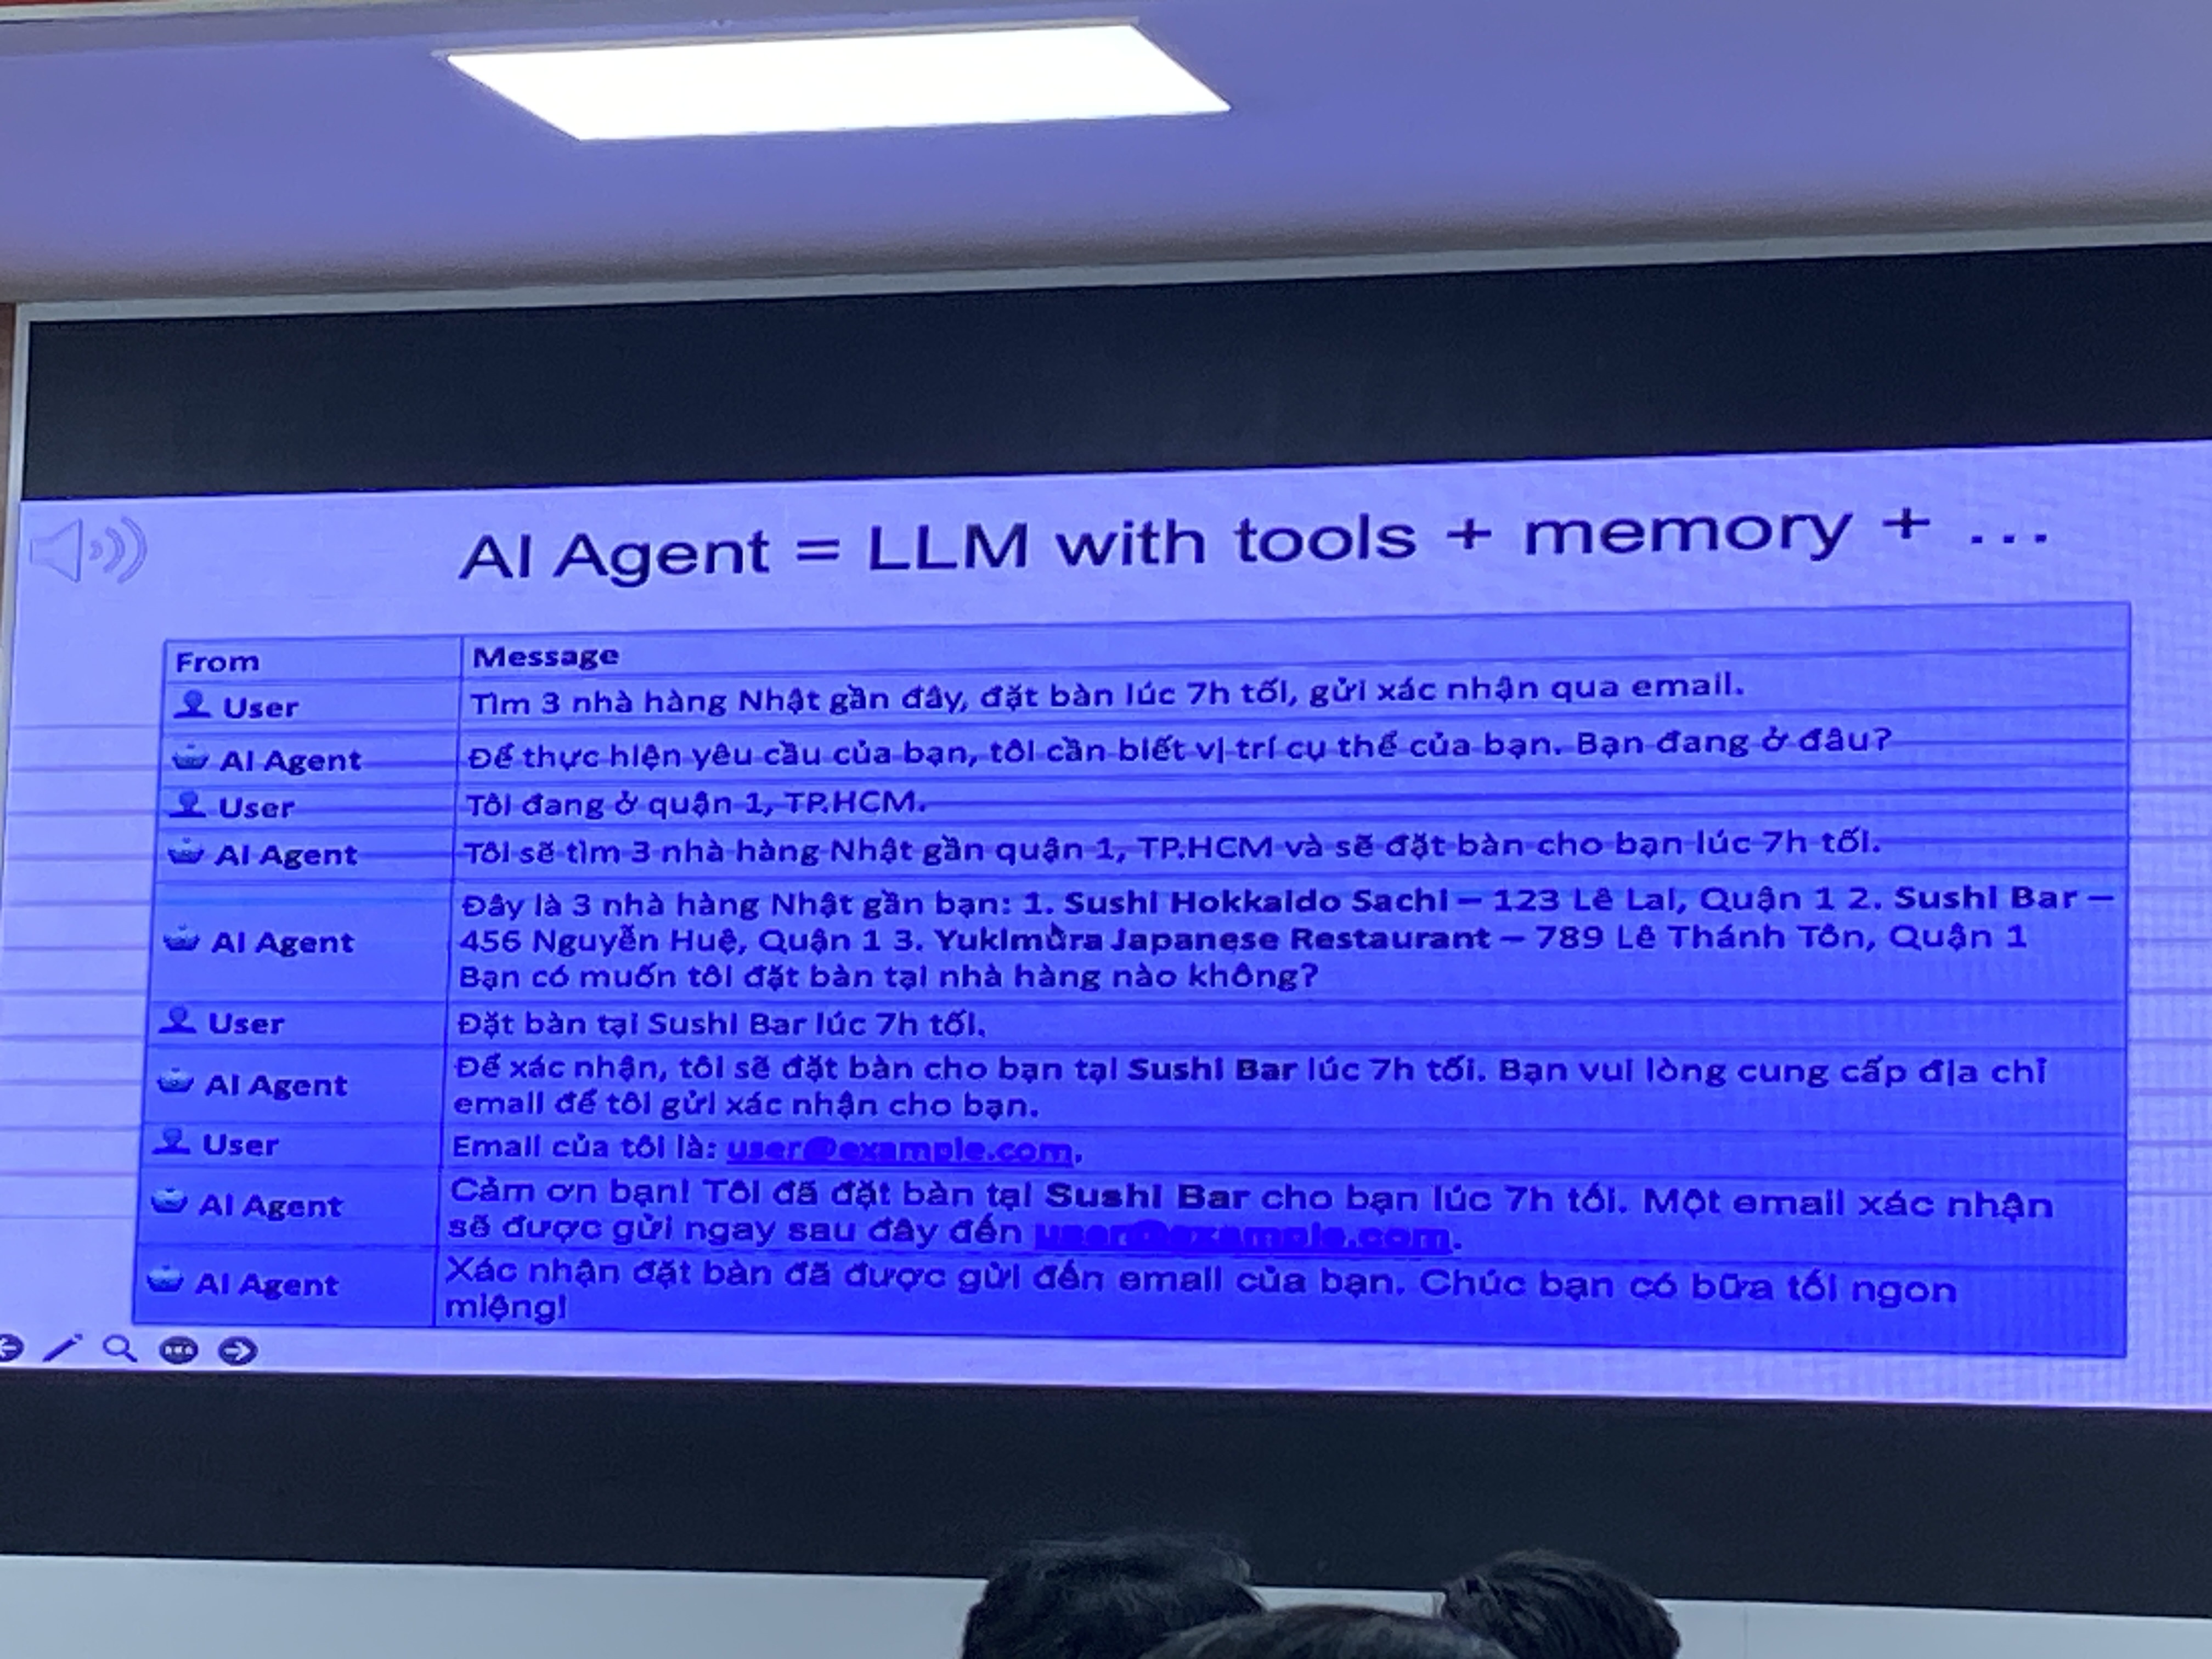 AI Agent = LLM with tools + memory + ...
From Message
User Tìm 3 nhà hàng Nhật gần đây, đặt bàn lúc 7h tối, gửi xác nhận qua email.
AI Agent Để thực hiện yêu cầu của bạn, tôi cần biết vị trí cụ thể của bạn. Bạn đang ở đâu?
User Tôi đang ở quận 1, TP.HCM.
AI Agent Tôi sẽ tìm 3 nhà hàng Nhật gần quận 1, TP.HCM và sẽ đặt bàn cho bạn lúc 7h tối.
Đây là 3 nhà hàng Nhật gần bạn: 1. Sushi Hokkaido Sachi – 123 Lê Lai, Quận 1 2. Sushi Bar –
AI Agent 456 Nguyễn Huệ, Quận 1 3. Yukimura Japanese Restaurant – 789 Lê Thánh Tôn, Quận 1
Bạn có muốn tôi đặt bàn tại nhà hàng nào không?
User Đặt bàn tại Sushi Bar lúc 7h tối.
AI Agent Để xác nhận, tôi sẽ đặt bàn cho bạn tại Sushi Bar lúc 7h tối. Bạn vui lòng cung cấp địa chỉ
email để tôi gửi xác nhận cho bạn.
User Email của tôi là: user@example.com.
AI Agent Cảm ơn bạn! Tôi đã đặt bàn tại Sushi Bar cho bạn lúc 7h tối. Một email xác nhận
sẽ được gửi ngay sau đây đến user@example.com.
AI Agent Xác nhận đặt bàn đã được gửi đến email của bạn. Chúc bạn có bữa tối ngon
miệng!